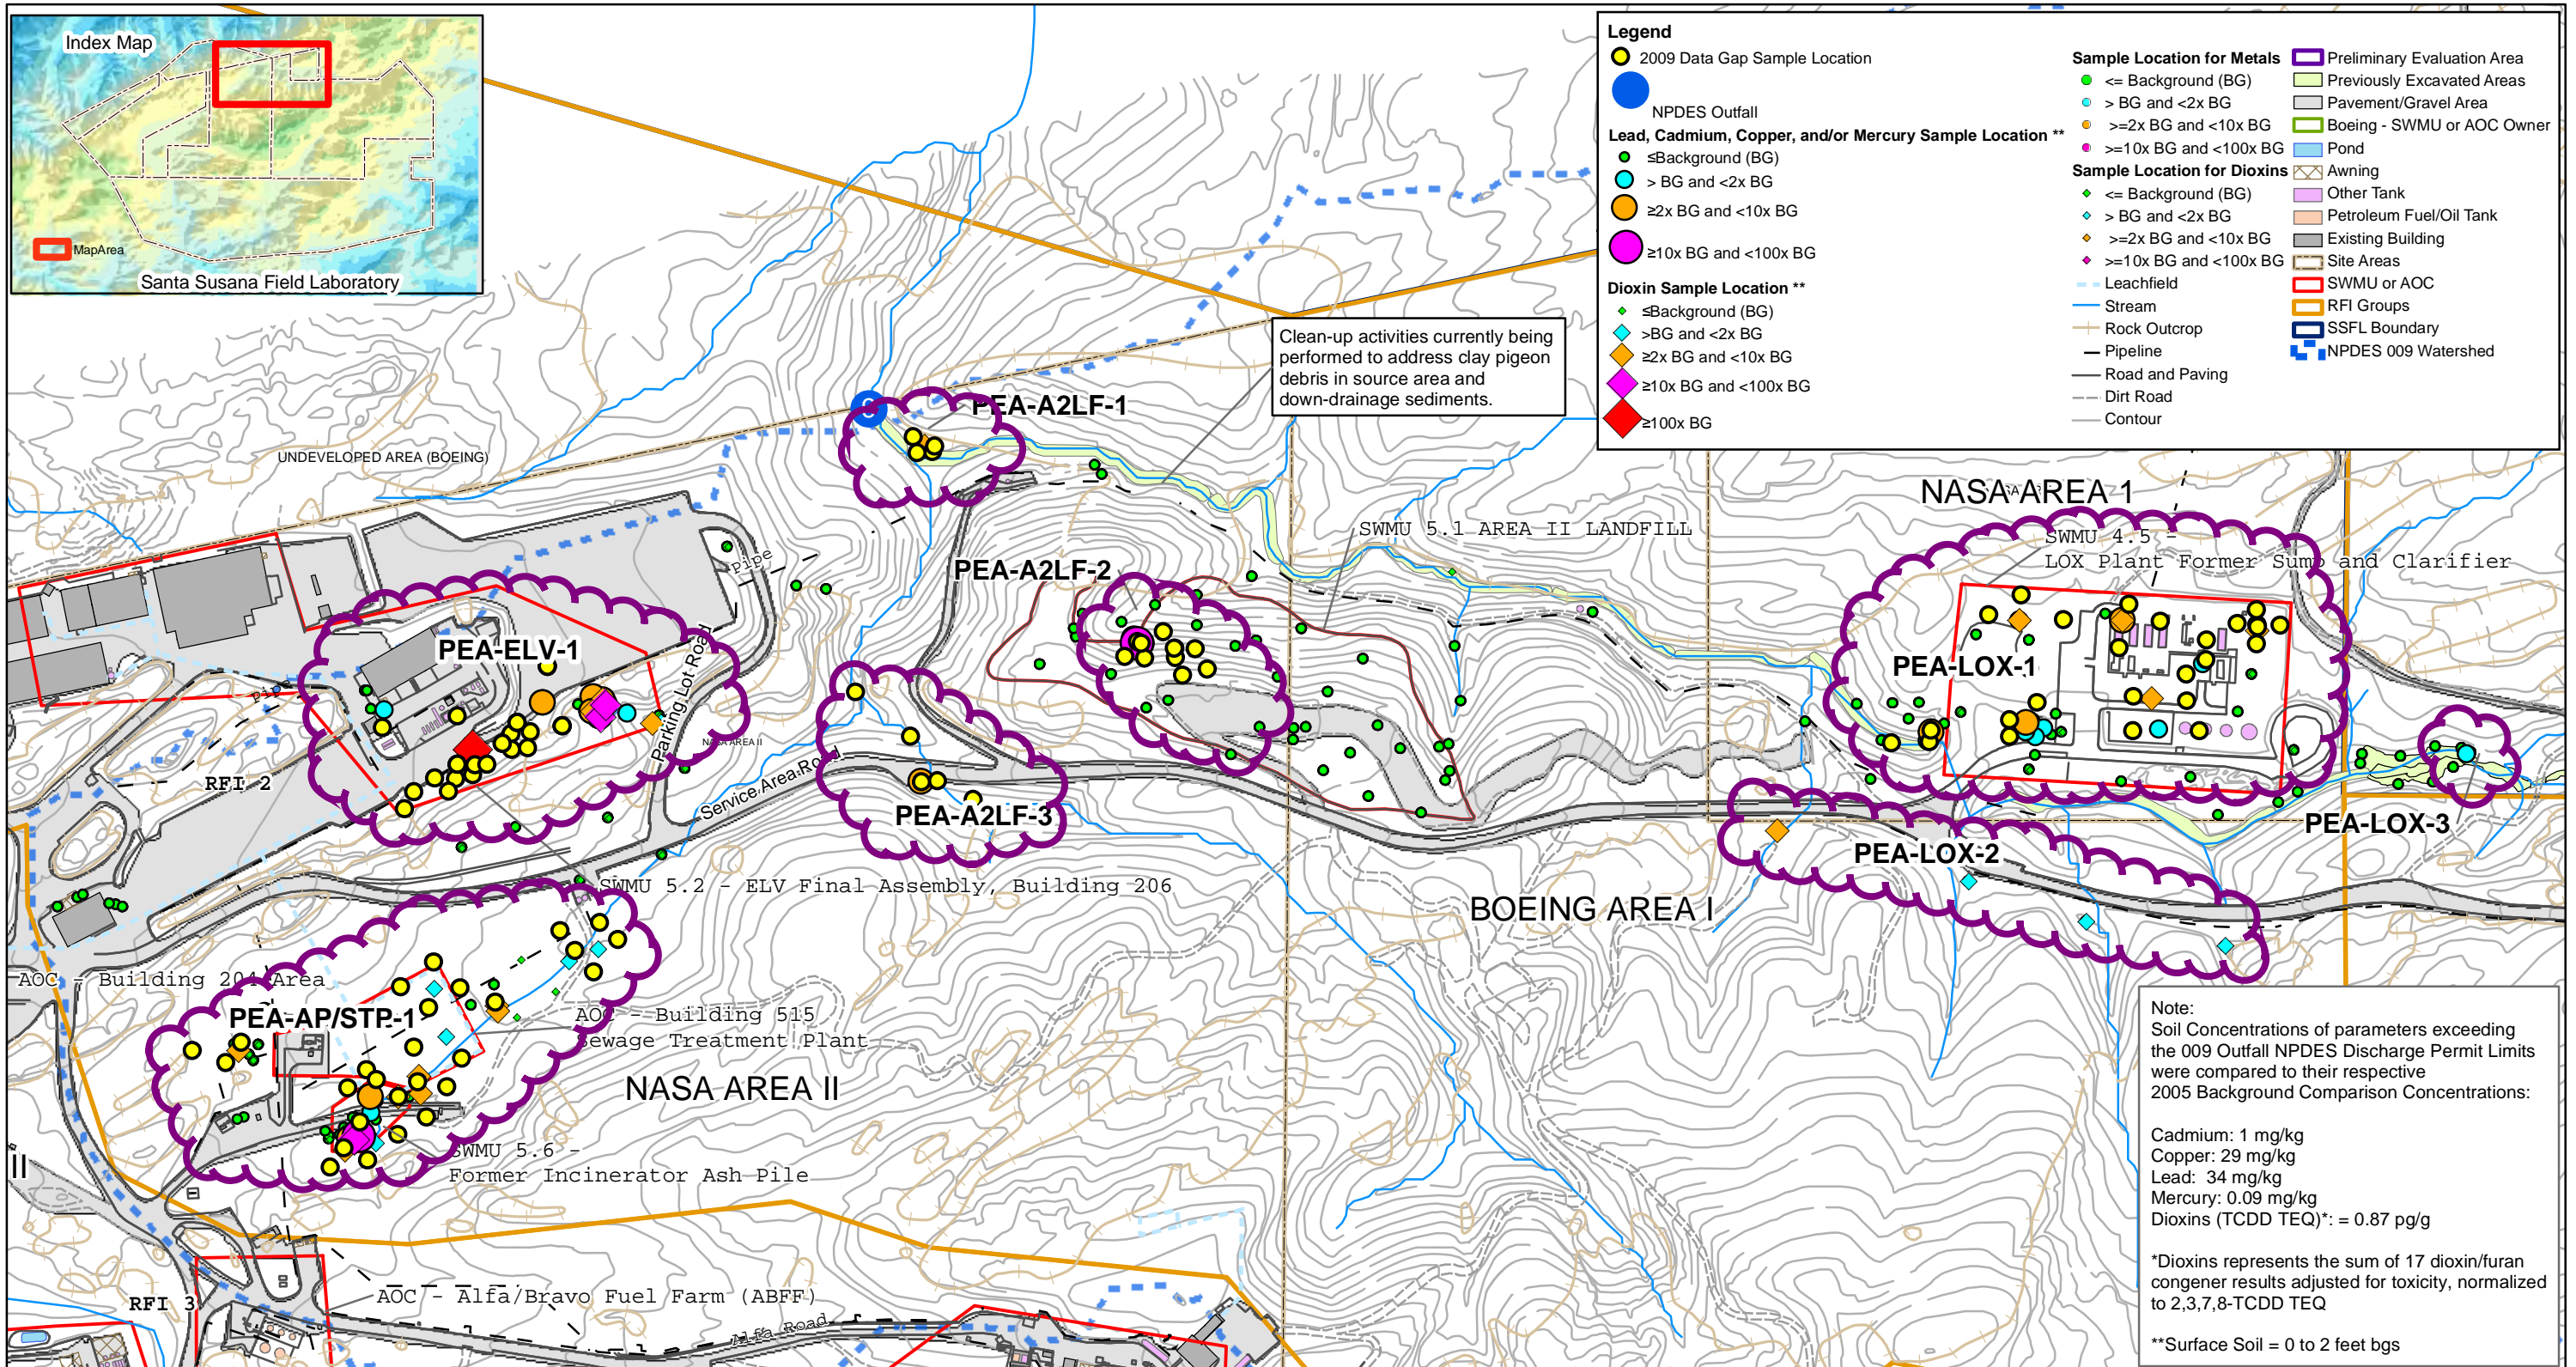 Index Map
MapArea
Santa Susana Field Laboratory
Legend
2009 Data Gap Sample Location
NPDES Outfall
Lead, Cadmium, Copper, and/or Mercury Sample Location **
≤Background (BG)
> BG and <2x BG
≥2x BG and <10x BG
≥10x BG and <100x BG
Dioxin Sample Location **
≤Background (BG)
>BG and <2x BG
≥2x BG and <10x BG
≥10x BG and <100x BG
≥100x BG
Sample Location for Metals
<= Background (BG)
> BG and <2x BG
>=2x BG and <10x BG
>=10x BG and <100x BG
Sample Location for Dioxins
<= Background (BG)
> BG and <2x BG
>=2x BG and <10x BG
>=10x BG and <100x BG
Leachfield
Stream
Rock Outcrop
Pipeline
Road and Paving
Dirt Road
Contour
Preliminary Evaluation Area
Previously Excavated Areas
Pavement/Gravel Area
Boeing - SWMU or AOC Owner
Pond
Awning
Other Tank
Petroleum Fuel/Oil Tank
Existing Building
Site Areas
SWMU or AOC
RFI Groups
SSFL Boundary
NPDES 009 Watershed
Clean-up activities currently being
performed to address clay pigeon
debris in source area and
down-drainage sediments.
PEA-A2LF-1
UNDEVELOPED AREA (BOEING)
NASA AREA 1
SWMU 5.1 AREA II LANDFILL
SWMU 4.5 -
LOX Plant Former Sump and Clarifier
Pipe
PEA-A2LF-2
PEA-ELV-1
PEA-LOX-1
Pipe
Parking Lot Road
NASA AREA II
RFI 2
Service Area Road
PEA-A2LF-3
PEA-LOX-3
PEA-LOX-2
SWMU 5.2 - ELV Final Assembly, Building 206
BOEING AREA I
AOC - Building 204 Area
PEA-AP/STP-1
AOC - Building 515
Sewage Treatment Plant
NASA AREA II
II
SWMU 5.6 -
Former Incinerator Ash Pile
RFI 3
AOC - Alfa/Bravo Fuel Farm (ABFF)
Alfa Road
Note:
Soil Concentrations of parameters exceeding
the 009 Outfall NPDES Discharge Permit Limits
were compared to their respective
2005 Background Comparison Concentrations:
Cadmium: 1 mg/kg
Copper: 29 mg/kg
Lead: 34 mg/kg
Mercury: 0.09 mg/kg
Dioxins (TCDD TEQ)*: = 0.87 pg/g
*Dioxins represents the sum of 17 dioxin/furan
congener results adjusted for toxicity, normalized
to 2,3,7,8-TCDD TEQ
**Surface Soil = 0 to 2 feet bgs